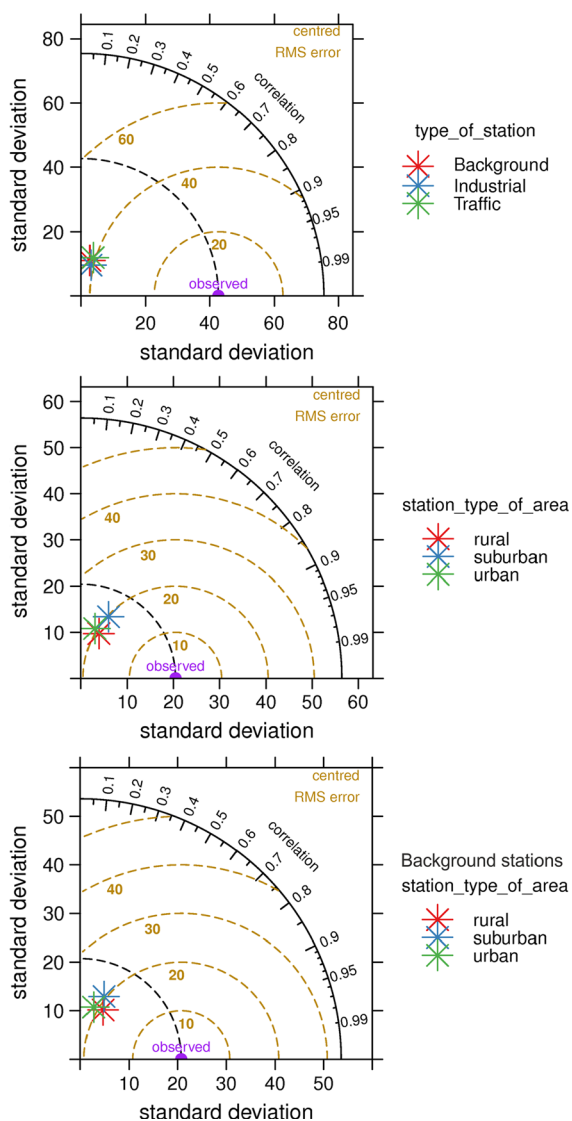 centred
RMS error
80
60
40
20
standard deviation
0.1
0.2
0.3
0.4
0.5
0.6
0.7
0.8
0.9
0.95
0.99
correlation
60
40
20
observed
20
40
60
80
standard deviation
type_of_station
Background
Industrial
Traffic
centred
RMS error
60
50
40
30
20
10
standard deviation
0.1
0.2
0.3
0.4
0.5
0.6
0.7
0.8
0.9
0.95
0.99
correlation
40
30
20
10
observed
10
20
30
40
50
60
standard deviation
station_type_of_area
rural
suburban
urban
centred
RMS error
50
40
30
20
10
standard deviation
0.1
0.2
0.3
0.4
0.5
0.6
0.7
0.8
0.9
0.95
0.99
correlation
40
30
20
10
observed
10
20
30
40
50
standard deviation
Background stations
station_type_of_area
rural
suburban
urban